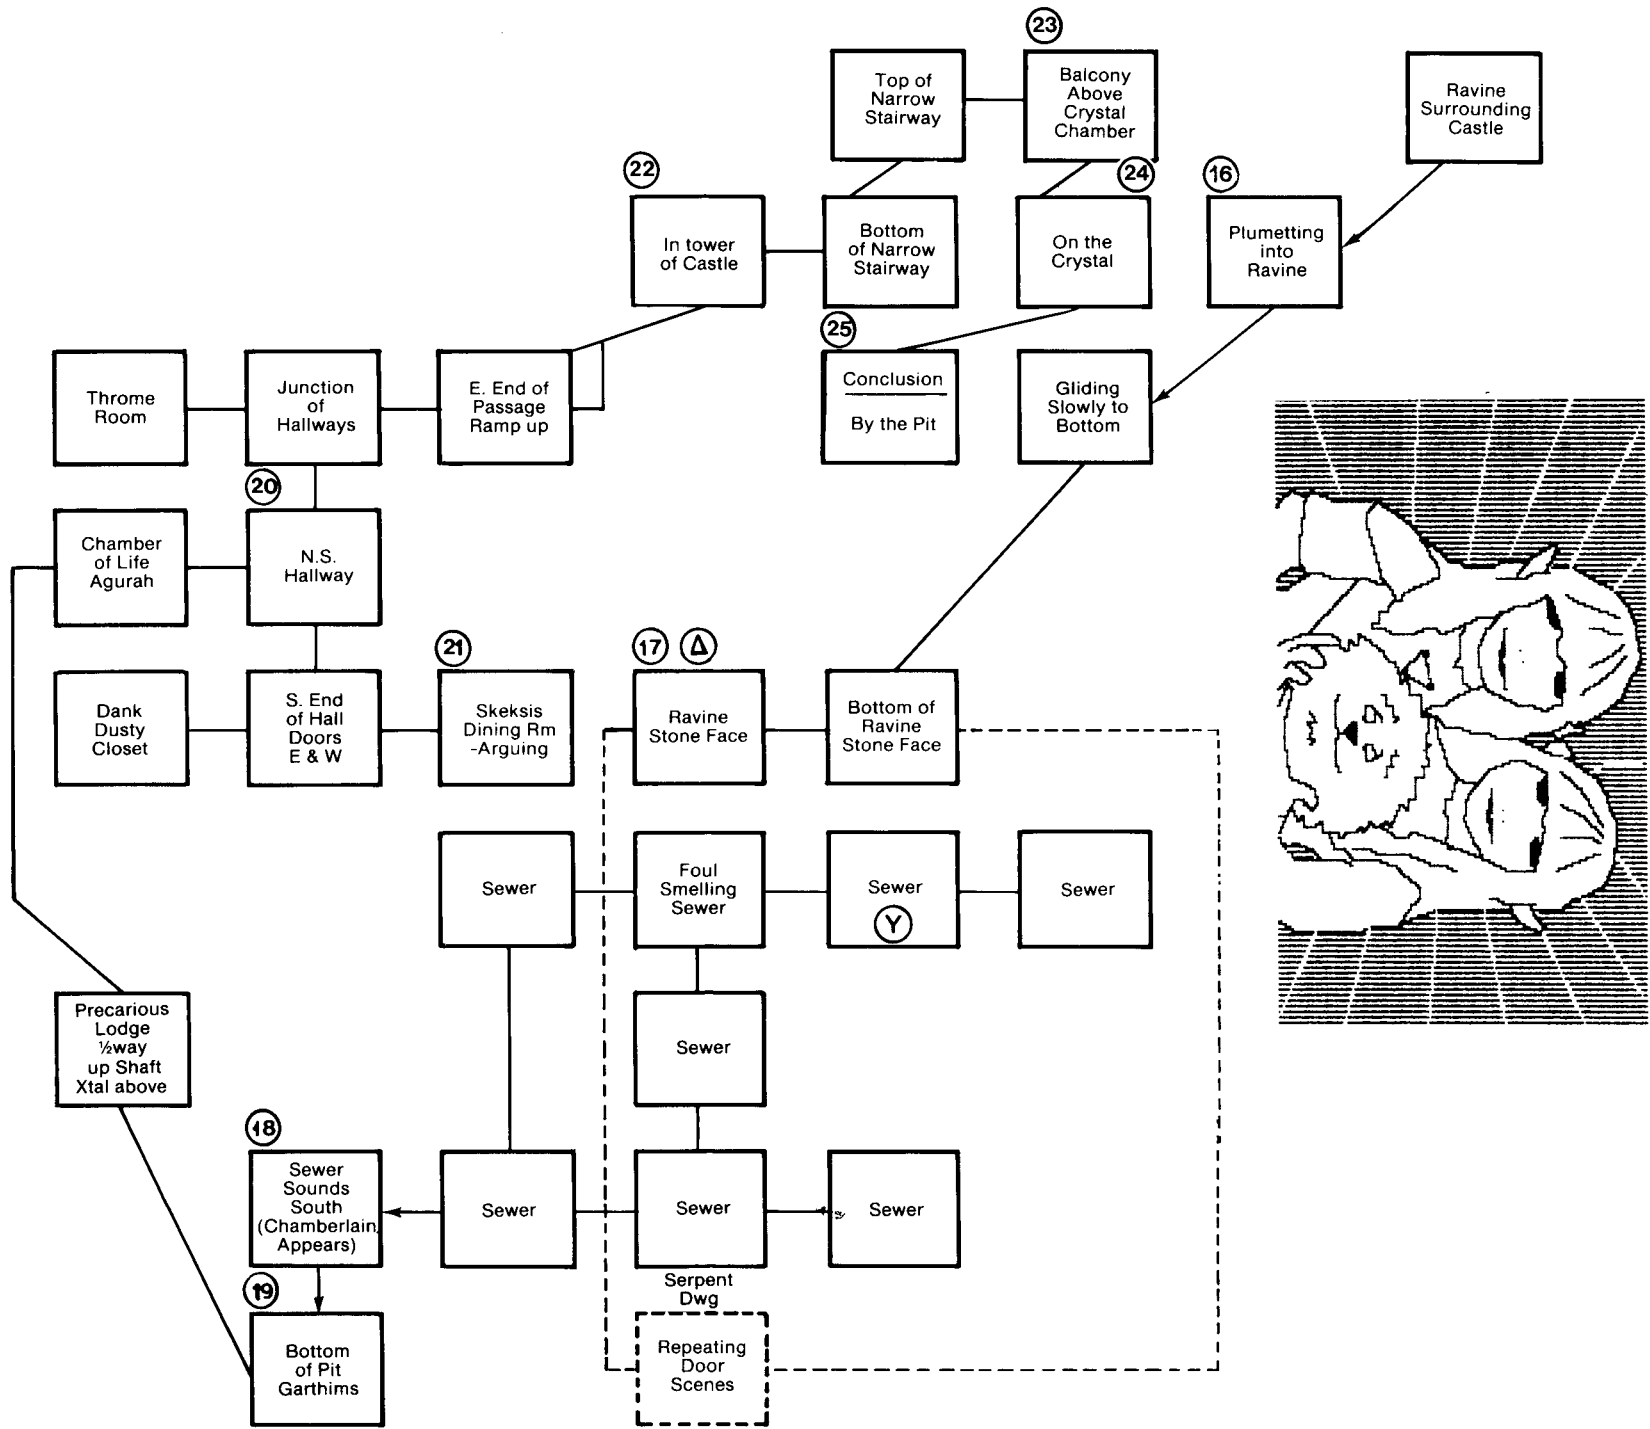 23
Top of
Narrow
Stairway
Balcony
Above
Crystal
Chamber
Ravine
Surrounding
Castle
22
24
16
In tower
of Castle
Bottom
of Narrow
Stairway
On the
Crystal
Plumetting
into
Ravine
25
Throme
Room
Junction
of
Hallways
E. End of
Passage
Ramp up
Conclusion
By the Pit
Gliding
Slowly to
Bottom
20
Chamber
of Life
Agurah
N.S.
Hallway
21
17
Δ
Dank
Dusty
Closet
S. End
of Hall
Doors
E & W
Skeksis
Dining Rm
-Arguing
Ravine
Stone Face
Bottom of
Ravine
Stone Face
Sewer
Foul
Smelling
Sewer
Sewer
Y
Sewer
Precarious
Lodge
½way
up Shaft
Xtal above
Sewer
18
Sewer
Sounds
South
(Chamberlain
Appears)
Sewer
Sewer
Sewer
Serpent
Dwg
19
Bottom
of Pit
Garthims
Repeating
Door
Scenes